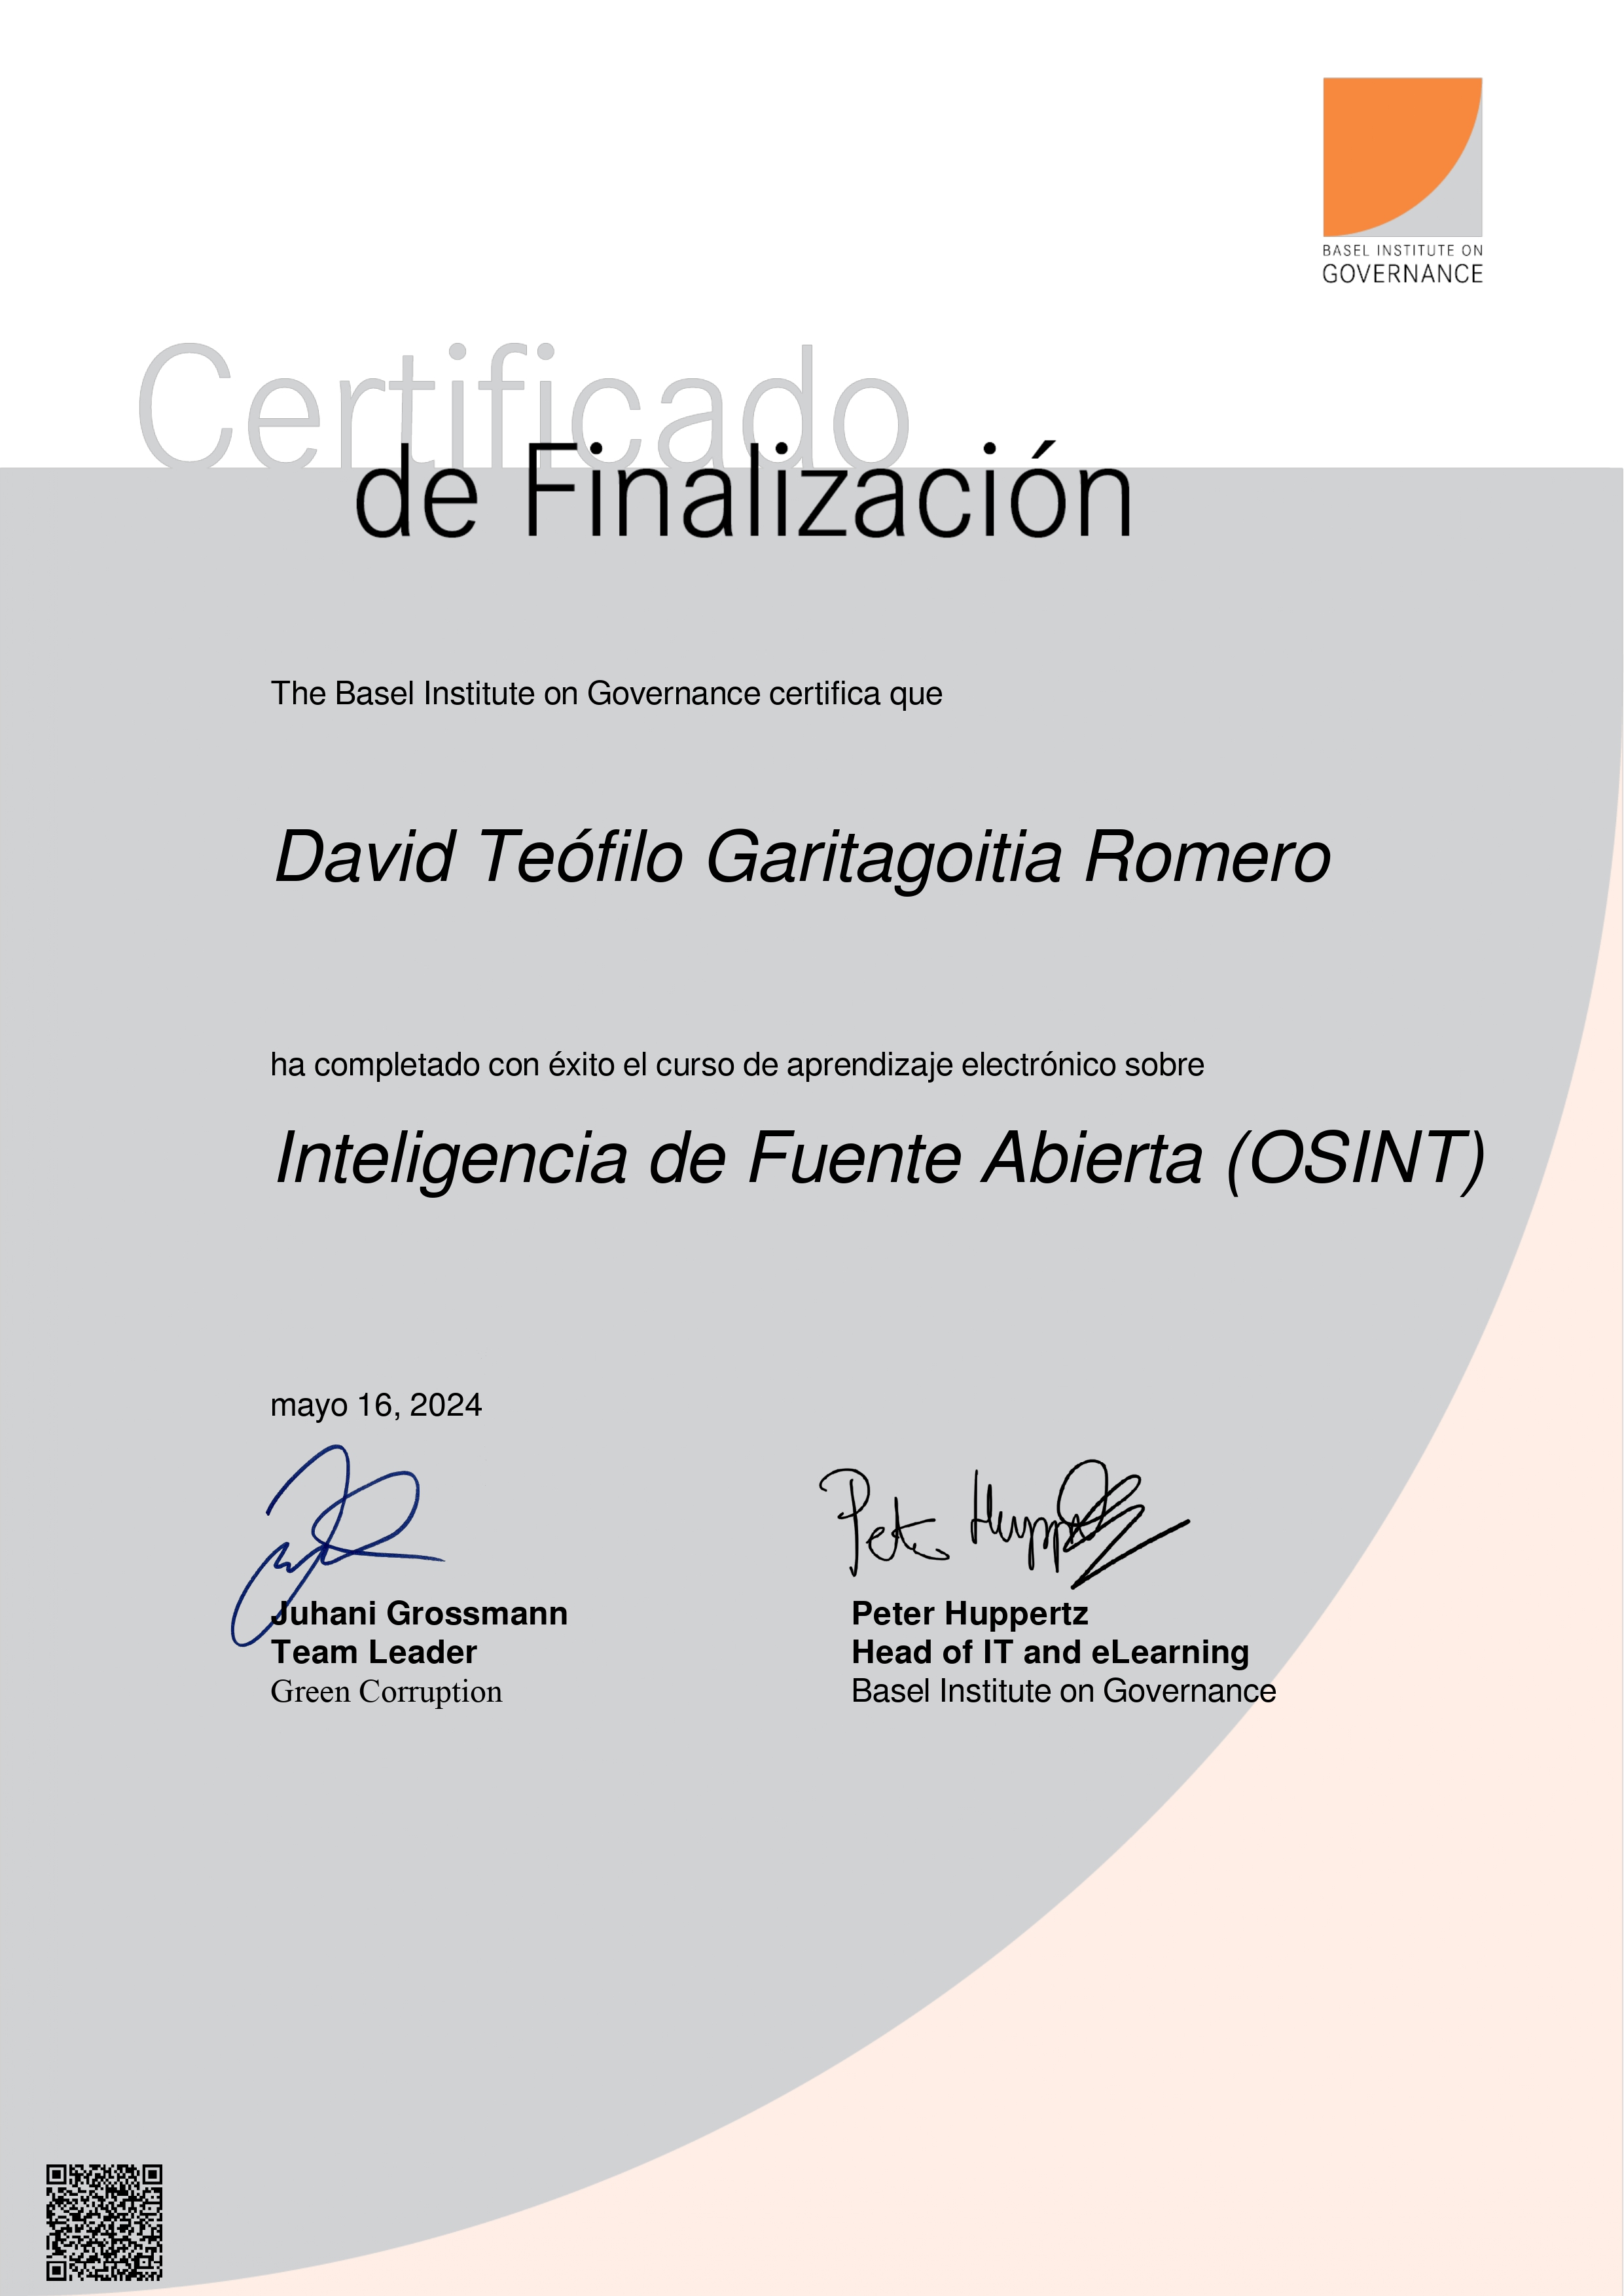 BASEL INSTITUTE ON
GOVERNANCE
Certificado
de Finalización
The Basel Institute on Governance certifica que
David Teófilo Garitagoitia Romero
ha completado con éxito el curso de aprendizaje electrónico sobre
Inteligencia de Fuente Abierta (OSINT)
mayo 16, 2024
Peter Huppertz
Juhani Grossmann
Team Leader
Green Corruption
Peter Huppertz
Head of IT and eLearning
Basel Institute on Governance